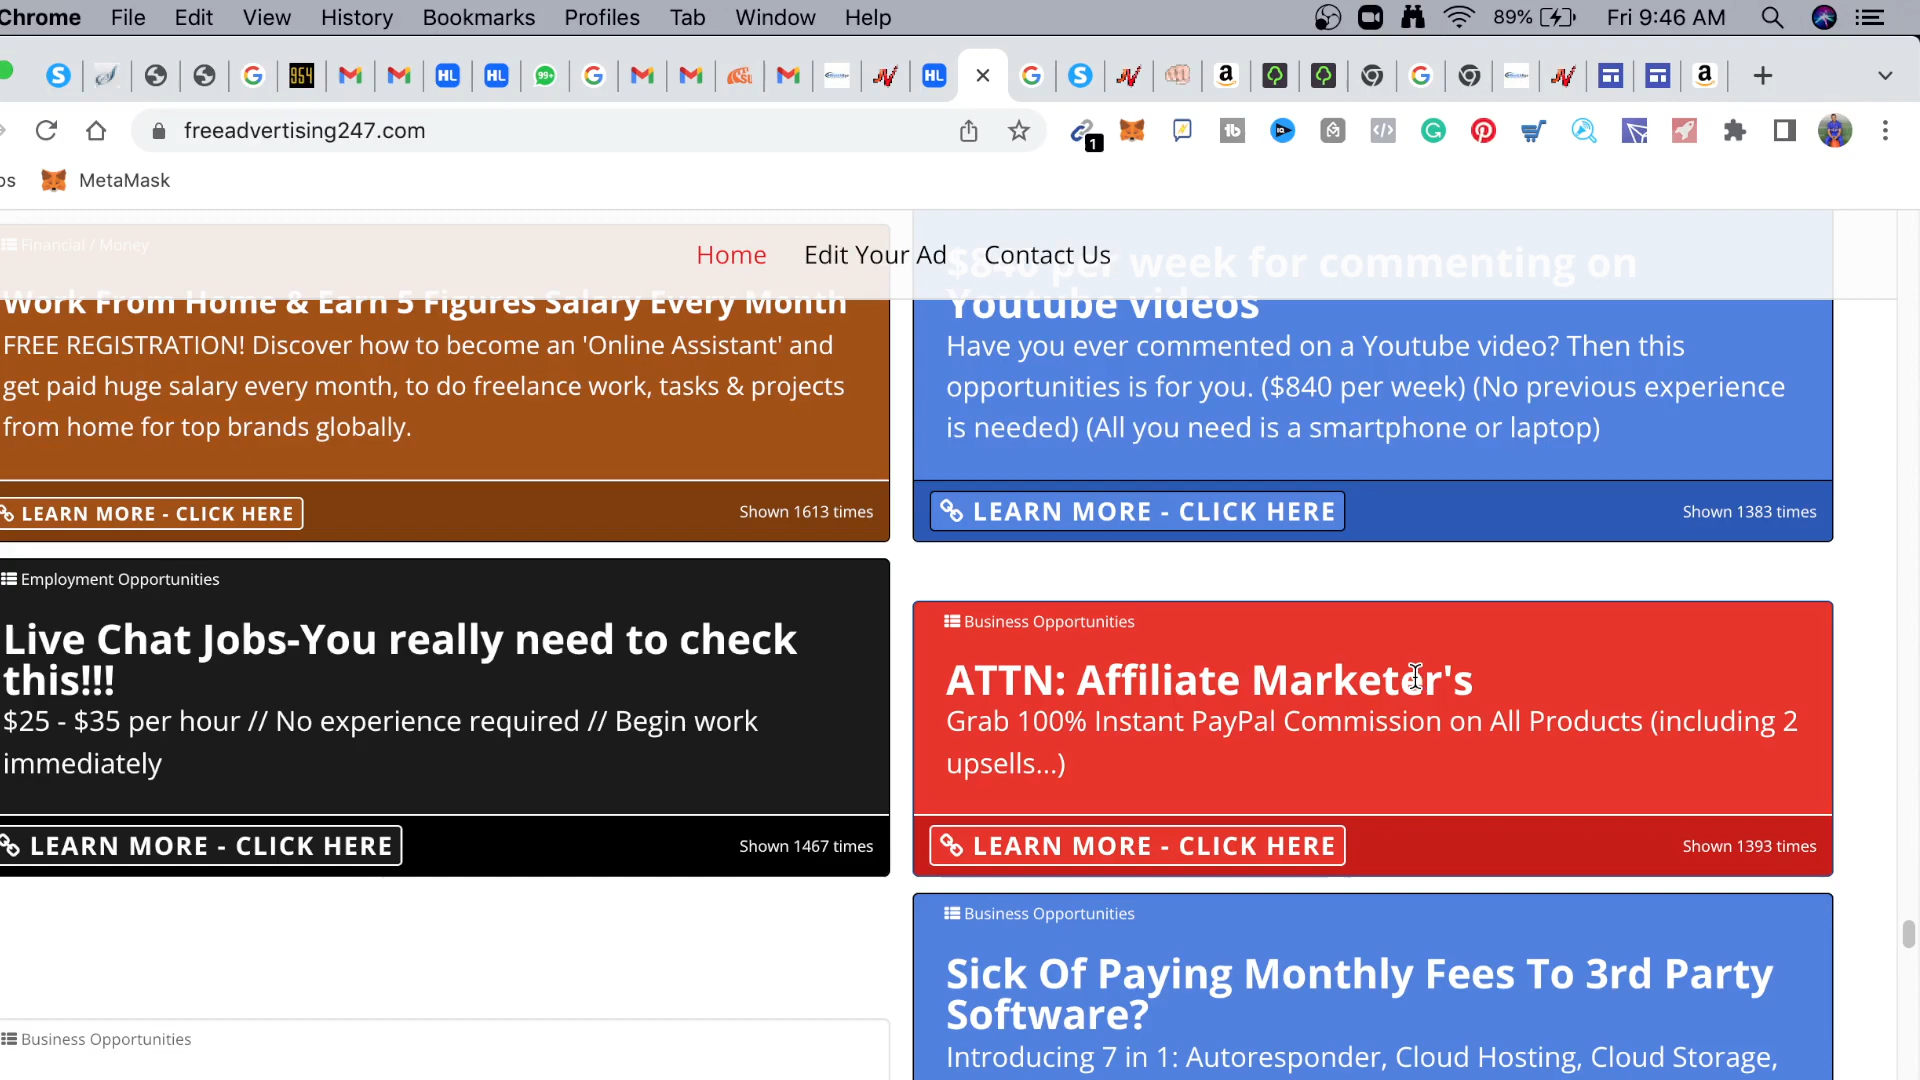 Chrome File Edit View History Bookmarks Profiles Tab Window Help 89% Fri 9:46 AM
954 HL HL 99+ HL
freeadvertising247.com 1
MetaMask
Home Edit Your Ad Contact Us
Financial / Money
Work From Home & Earn 5 Figures Salary Every Month
FREE REGISTRATION! Discover how to become an 'Online Assistant' and
get paid huge salary every month, to do freelance work, tasks & projects
from home for top brands globally.
LEARN MORE - CLICK HERE Shown 1613 times
$840 per week for commenting on
Youtube videos
Have you ever commented on a Youtube video? Then this
opportunities is for you. ($840 per week) (No previous experience
is needed) (All you need is a smartphone or laptop)
LEARN MORE - CLICK HERE Shown 1383 times
Employment Opportunities
Live Chat Jobs-You really need to check
this!!!
$25 - $35 per hour // No experience required // Begin work
immediately
LEARN MORE - CLICK HERE Shown 1467 times
Business Opportunities
ATTN: Affiliate Marketer's
Grab 100% Instant PayPal Commission on All Products (including 2
upsells...)
LEARN MORE - CLICK HERE Shown 1393 times
Business Opportunities
Business Opportunities
Sick Of Paying Monthly Fees To 3rd Party
Software?
Introducing 7 in 1: Autoresponder, Cloud Hosting, Cloud Storage,